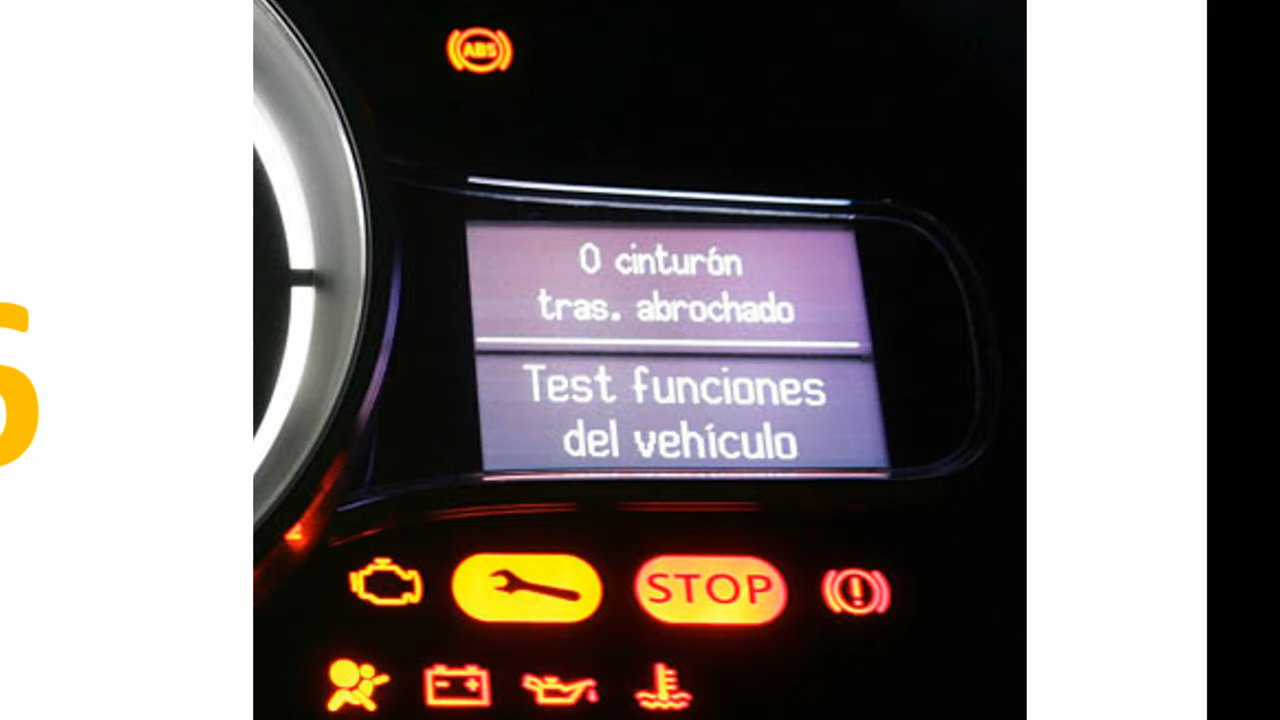 ABS
0 cinturón
tras. abrochado
Test funciones
del vehículo
STOP